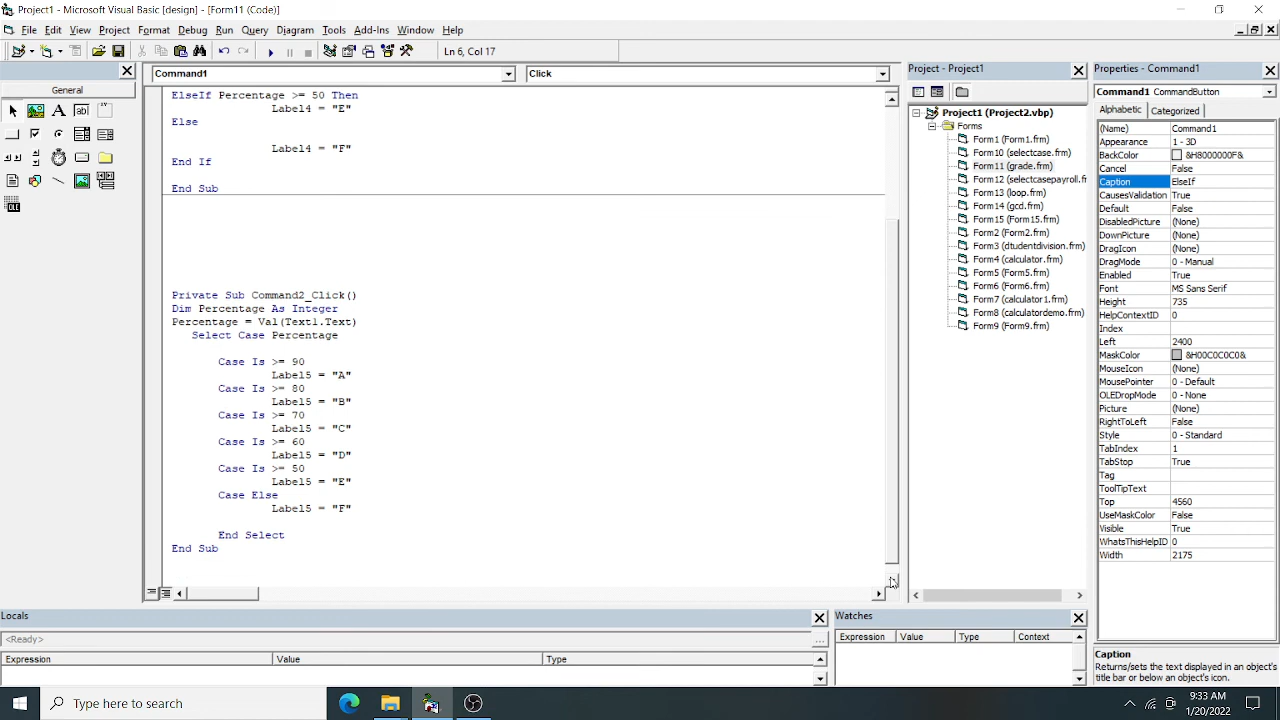 Project1 - Microsoft Visual Basic [design] - [Form11 (Code)]
File Edit View Project Format Debug Run Query Diagram Tools Add-Ins Window Help
Ln 6, Col 17
General
Command1
Click
ElseIf Percentage >= 50 Then
Label4 = "E"
Else
Label4 = "F"
End If
End Sub
Private Sub Command2_Click()
Dim Percentage As Integer
Percentage = Val(Text1.Text)
Select Case Percentage
Case Is >= 90
Label5 = "A"
Case Is >= 80
Label5 = "B"
Case Is >= 70
Label5 = "C"
Case Is >= 60
Label5 = "D"
Case Is >= 50
Label5 = "E"
Case Else
Label5 = "F"
End Select
End Sub
Project - Project1
Project1 (Project2.vbp)
Forms
Form1 (Form1.frm)
Form10 (selectcase.frm)
Form11 (grade.frm)
Form12 (selectcasepayroll.fr
Form13 (loop.frm)
Form14 (gcd.frm)
Form15 (Form15.frm)
Form2 (Form2.frm)
Form3 (dtudentdivision.frm)
Form4 (calculator.frm)
Form5 (Form5.frm)
Form6 (Form6.frm)
Form7 (calculator1.frm)
Form8 (calculatordemo.frm)
Form9 (Form9.frm)
Properties - Command1
Command1 CommandButton
Alphabetic Categorized
(Name) Command1
Appearance 1 - 3D
BackColor &H8000000F&
Cancel False
Caption ElseIf
CausesValidation True
Default False
DisabledPicture (None)
DownPicture (None)
DragIcon (None)
DragMode 0 - Manual
Enabled True
Font MS Sans Serif
Height 735
HelpContextID 0
Index
Left 2400
MaskColor &H00C0C0C0&
MouseIcon (None)
MousePointer 0 - Default
OLEDropMode 0 - None
Picture (None)
RightToLeft False
Style 0 - Standard
TabIndex 1
TabStop True
Tag
ToolTipText
Top 4560
UseMaskColor False
Visible True
WhatsThisHelpID 0
Width 2175
Caption
Returns/sets the text displayed in an object's
title bar or below an object's icon.
Locals
<Ready>
...
Expression Value Type
Watches
Expression Value Type Context
Type here to search
9:33 AM
1/20/2022